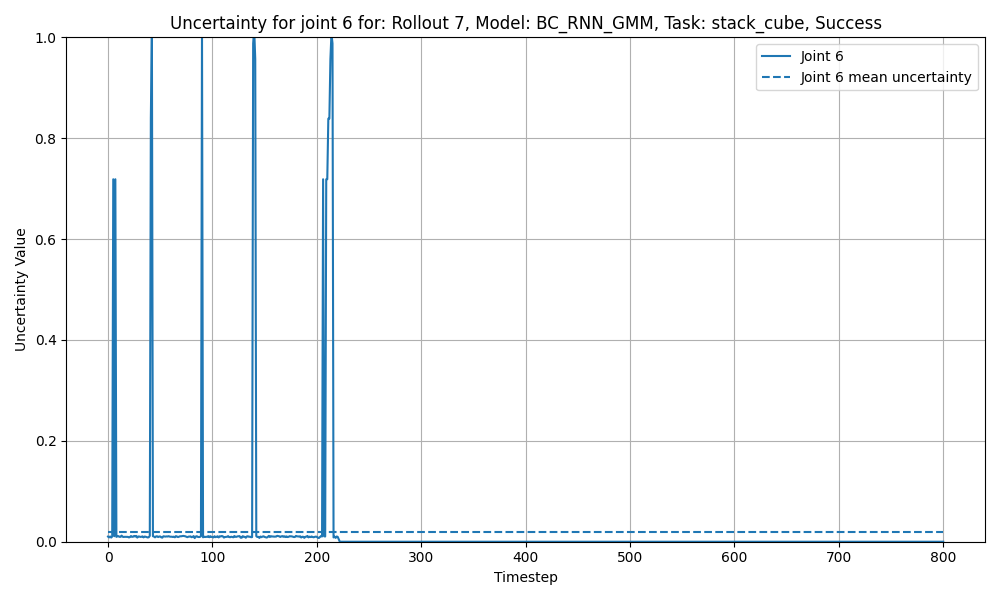 Uncertainty for joint 6 for: Rollout 7, Model: BC_RNN_GMM, Task: stack_cube, Success
Joint 6
Joint 6 mean uncertainty
Uncertainty Value
1.0
0.8
0.6
0.4
0.2
0.0
0 100 200 300 400 500 600 700 800
Timestep